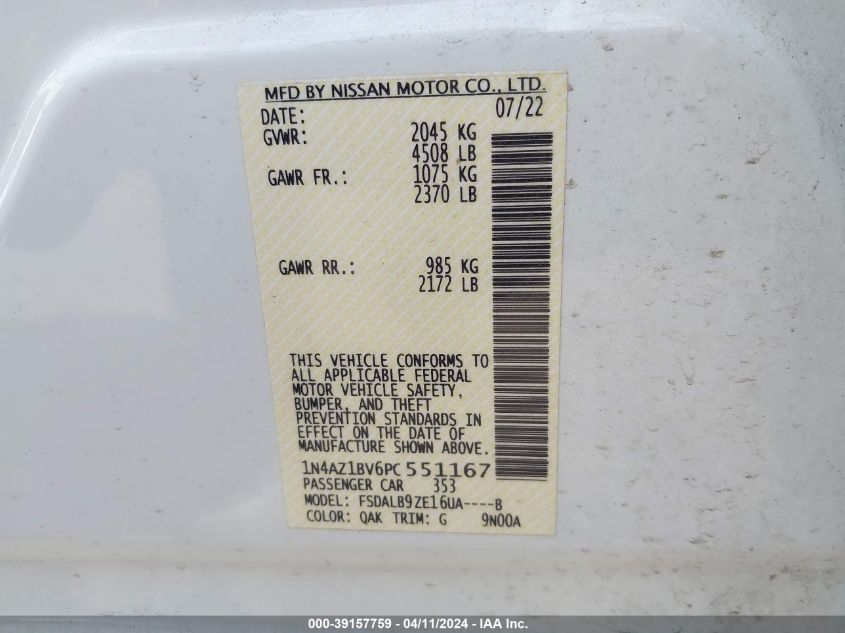 MFD BY NISSAN MOTOR CO., LTD.
DATE: 07/22
GVWR: 2045 KG
4508 LB
GAWR FR.: 1075 KG
2370 LB
GAWR RR.: 985 KG
2172 LB
THIS VEHICLE CONFORMS TO
ALL APPLICABLE FEDERAL
MOTOR VEHICLE SAFETY,
BUMPER, AND THEFT
PREVENTION STANDARDS IN
EFFECT ON THE DATE OF
MANUFACTURE SHOWN ABOVE.
1N4AZ1BV6PC551167
PASSENGER CAR 353
MODEL: FSDALB9ZE16UA----B
COLOR: QAK TRIM: G 9N00A
000-39157759 - 04/11/2024 - IAA Inc.